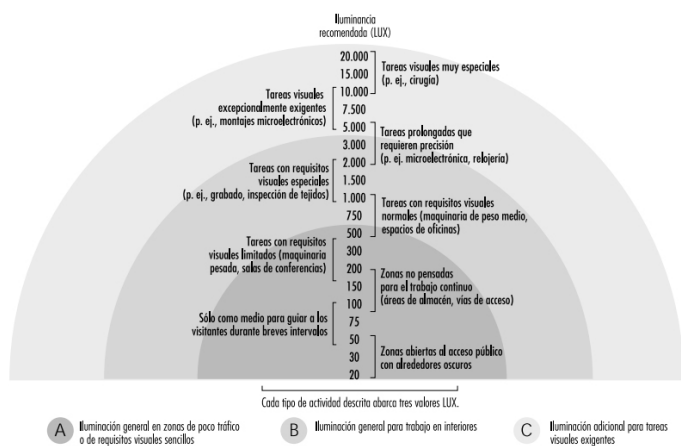 Iluminancia
recomendada (LUX)
20.000
15.000
10.000
7.500
5.000
3.000
2.000
1.500
1.000
750
500
300
200
150
100
75
50
30
20
Tareas visuales muy especiales
(p. ej., cirugía)
Tareas visuales
excepcionalmente exigentes
(p. ej., montajes microelectrónicos)
Tareas prolongadas que
requieren precisión
(p. ej. microelectrónica, relojería)
Tareas con requisitos
visuales especiales
(p. ej., grabado, inspección de tejidos)
Tareas con requisitos visuales
normales (maquinaria de peso medio,
espacios de oficinas)
Tareas con requisitos
visuales limitados (maquinaria
pesada, salas de conferencias)
Zonas no pensadas
para el trabajo continuo
(áreas de almacén, vías de acceso)
Sólo como medio para guiar a los
visitantes durante breves intervalos
Zonas abiertas al acceso público
con alrededores oscuros
Cada tipo de actividad descrita abarca tres valores LUX.
A
Iluminación general en zonas de poco tráfico
o de requisitos visuales sencillos
B
Iluminación general para trabajo en interiores
C
Iluminación adicional para tareas
visuales exigentes